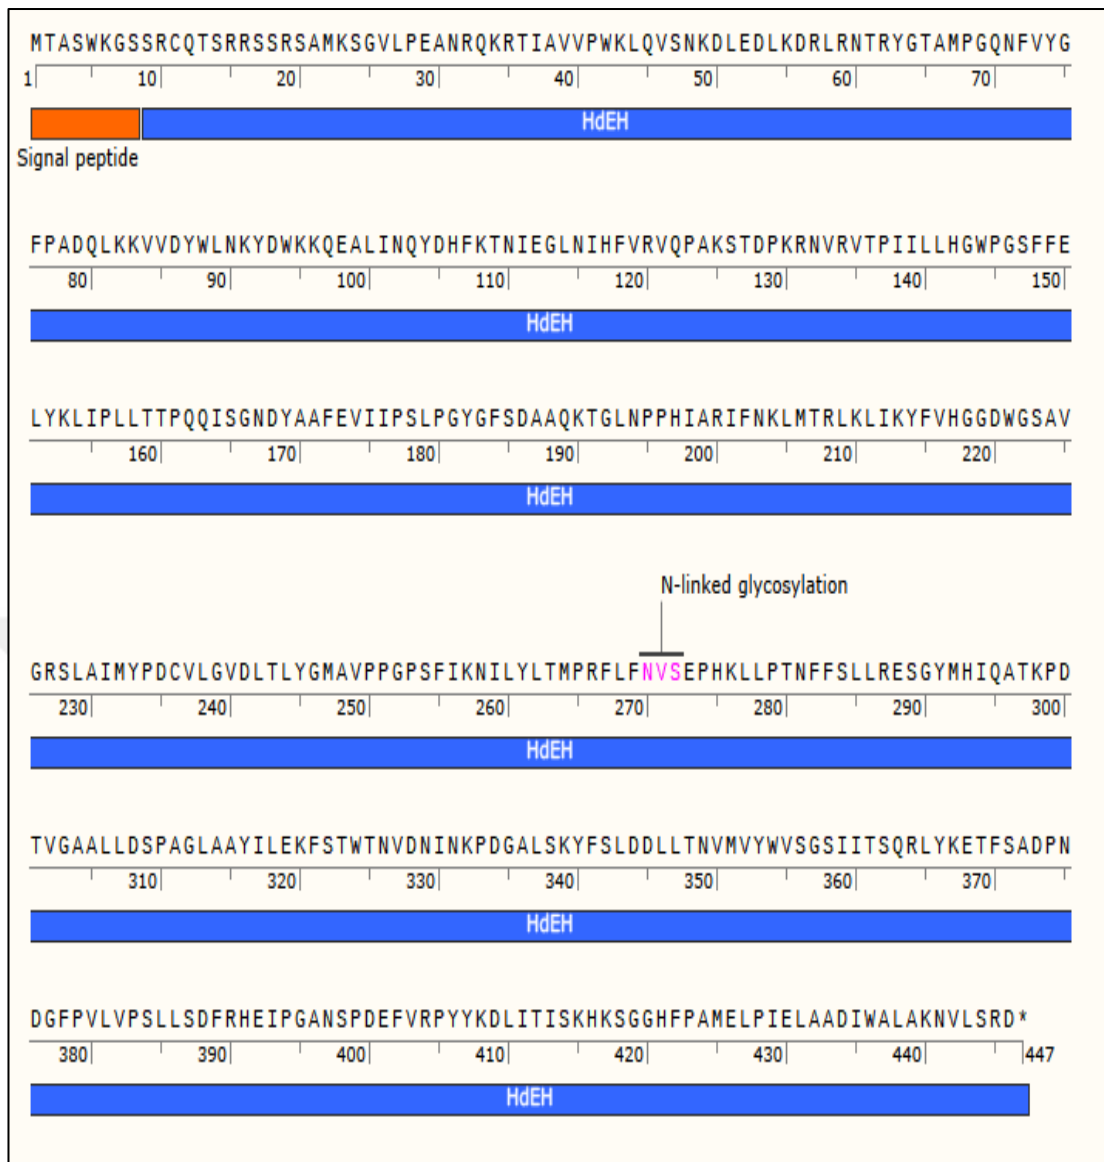 MTASWKGSSRCQTSRRSSRSAMKSGVLPEANRQKRTIAVVPWKLQVSNKDLEDLKDRLRNTRYGTAMPGQNFVYG
1 10 20 30 40 50 60 70
HdEH
Signal peptide
FPADQLKKVVDYWLNKYDWKKQEALINQYDHFKTNIEGLNIHFVRVQPAKSTDPKRNVRVTPIILLHGWPGSFFE
80 90 100 110 120 130 140 150
HdEH
LYKLIPLLTTPQQISGNDYAAFEVIIPSLPGYGFSDAAQKTGLNPPHIARIFNKLMTRLKLIKYFVHGGDWGSAV
160 170 180 190 200 210 220
HdEH
N-linked glycosylation
GRSLAIMYPDCVLGVDLTLYGMAVPPGPSFIKNILYLTMPRFLFNVSEPHKLLPTNFFSLLRESGYMHIQATKPD
230 240 250 260 270 280 290 300
HdEH
TVGAALLDSPAGLAAYILEKFSTWTNVDNINKPDGALSKYFSLDDLLTNVMVYWVSGSIITSQRLYKETFSADPN
310 320 330 340 350 360 370
HdEH
DGFPVLVPSLLSDFRHEIPGANSPDEFVRPYYKDLITISKHKSGGHFPAMELPIELAADIWALAKNVLSRD*
380 390 400 410 420 430 440 447
HdEH